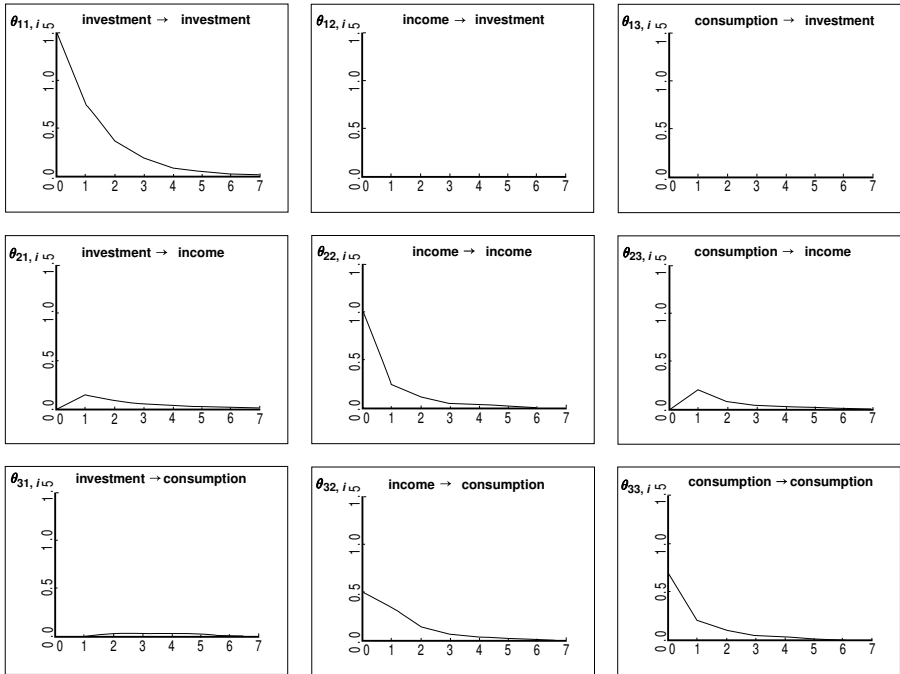 θ11, i investment → investment
1.5
1.0
0.5
0.0
0 1 2 3 4 5 6 7
θ12, i income → investment
1.5
1.0
0.5
0.0
0 1 2 3 4 5 6 7
θ13, i consumption → investment
1.5
1.0
0.5
0.0
0 1 2 3 4 5 6 7
θ21, i investment → income
1.5
1.0
0.5
0.0
0 1 2 3 4 5 6 7
θ22, i income → income
1.5
1.0
0.5
0.0
0 1 2 3 4 5 6 7
θ23, i consumption → income
1.5
1.0
0.5
0.0
0 1 2 3 4 5 6 7
θ31, i investment → consumption
1.5
1.0
0.5
0.0
0 1 2 3 4 5 6 7
θ32, i income → consumption
1.5
1.0
0.5
0.0
0 1 2 3 4 5 6 7
θ33, i consumption → consumption
1.5
1.0
0.5
0.0
0 1 2 3 4 5 6 7